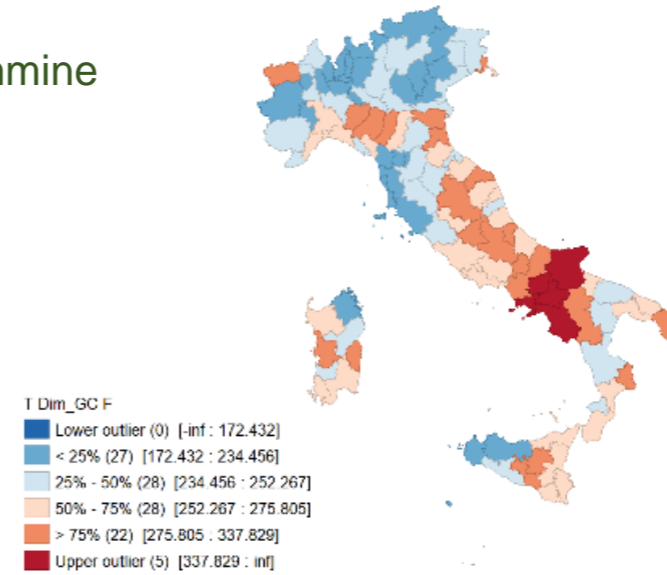 mmine
T Dim_GC F
Lower outlier (0) [-inf : 172.432]
< 25% (27) [172.432 : 234.456]
25% - 50% (28) [234.456 : 252.267]
50% - 75% (28) [252.267 : 275.805]
> 75% (22) [275.805 : 337.829]
Upper outlier (5) [337.829 : inf]